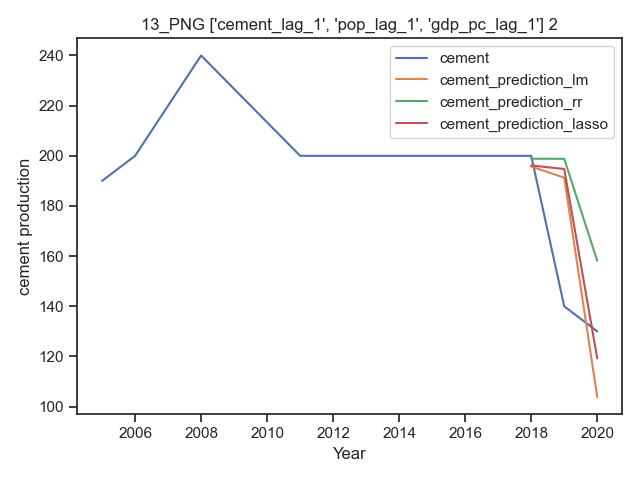 13_PNG ['cement_lag_1', 'pop_lag_1', 'gdp_pc_lag_1'] 2
cement
cement_prediction_lm
cement_prediction_rr
cement_prediction_lasso
cement production
240
220
200
180
160
140
120
100
2006 2008 2010 2012 2014 2016 2018 2020
Year